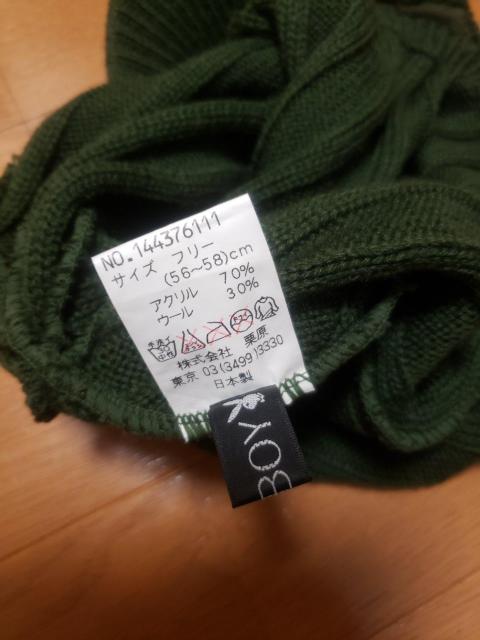 NO.144376111
サイズ フリー
(56~58)cm
アクリル 70%
ウール 30%
株式会社 栗原
東京 03(3499)3330
日本製
BOY